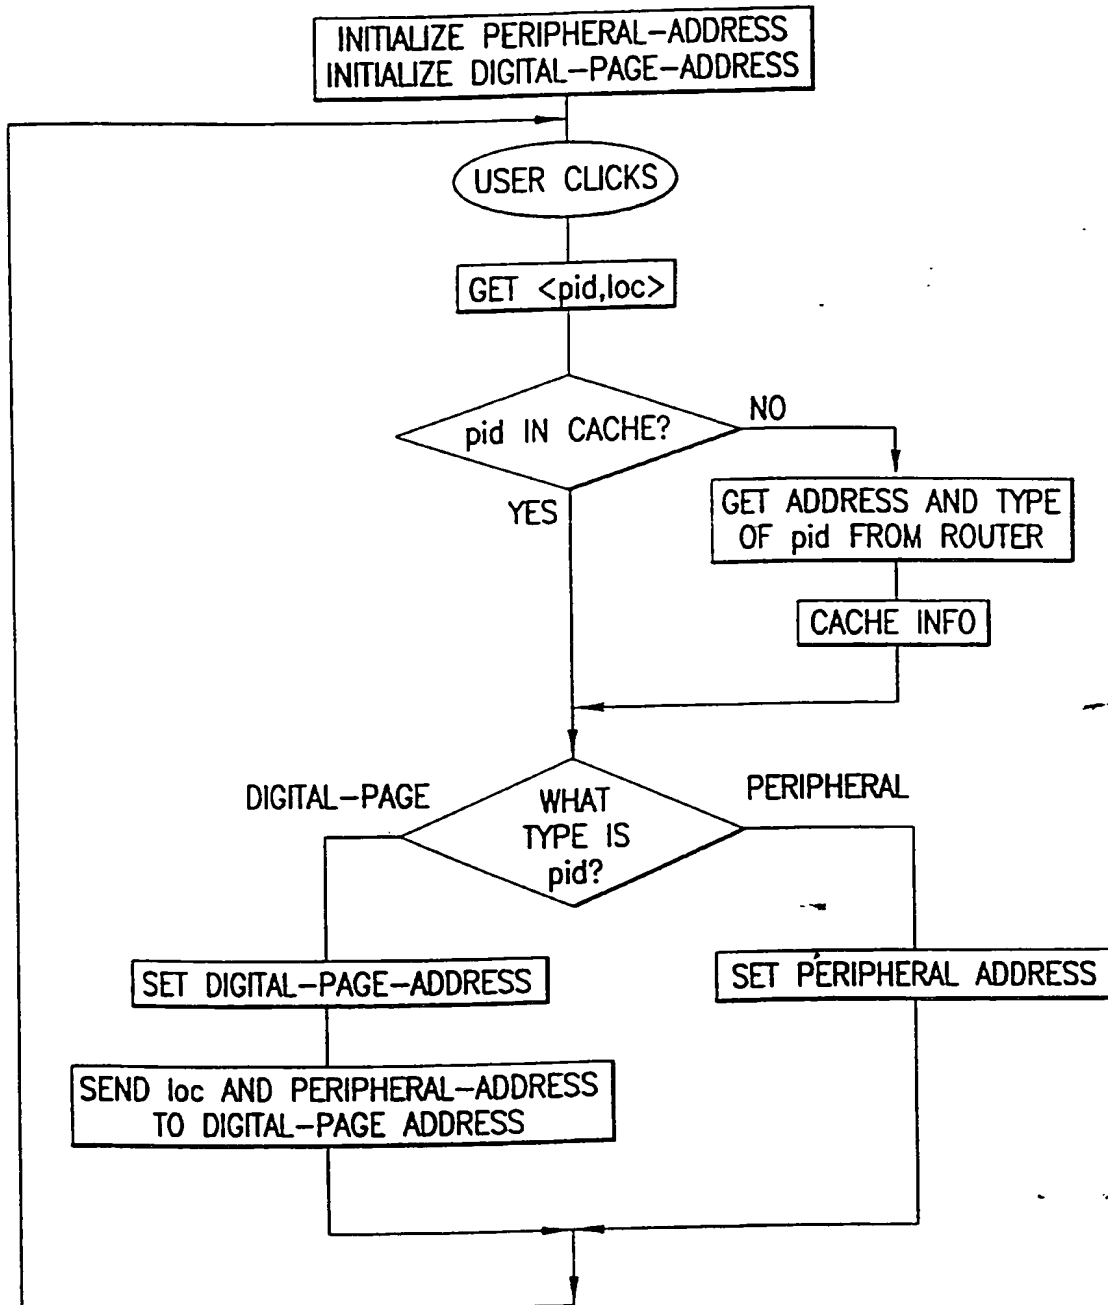 INITIALIZE PERIPHERAL-ADDRESS
INITIALIZE DIGITAL-PAGE-ADDRESS
USER CLICKS
GET <pid,loc>
pid IN CACHE?
NO
YES
GET ADDRESS AND TYPE
OF pid FROM ROUTER
CACHE INFO
DIGITAL-PAGE
WHAT
TYPE IS
pid?
PERIPHERAL
SET DIGITAL-PAGE-ADDRESS
SET PERIPHERAL ADDRESS
SEND loc AND PERIPHERAL-ADDRESS
TO DIGITAL-PAGE ADDRESS